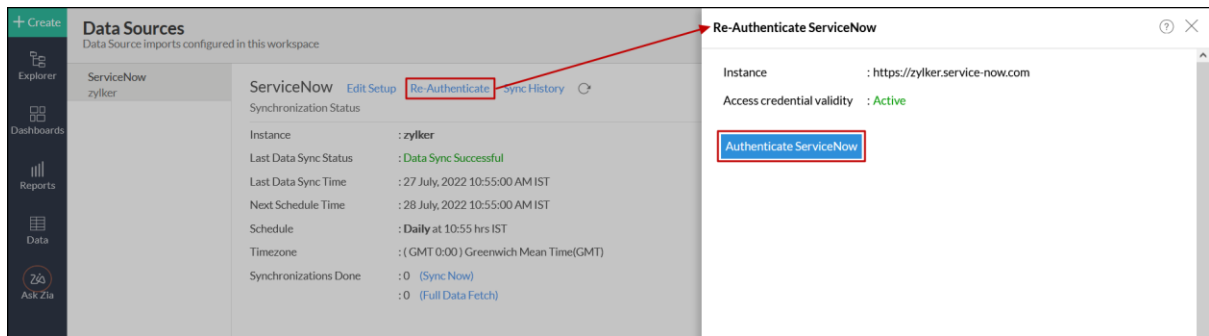 + Create
Explorer
Dashboards
Reports
Data
Zia
Ask Zia
Data Sources
Data Source imports configured in this workspace
ServiceNow
zylker
ServiceNow Edit Setup Re-Authenticate Sync History
Synchronization Status
Instance : zylker
Last Data Sync Status : Data Sync Successful
Last Data Sync Time : 27 July, 2022 10:55:00 AM IST
Next Schedule Time : 28 July, 2022 10:55:00 AM IST
Schedule : Daily at 10:55 hrs IST
Timezone : ( GMT 0:00 ) Greenwich Mean Time(GMT)
Synchronizations Done : 0 (Sync Now)
: 0 (Full Data Fetch)
Re-Authenticate ServiceNow ?
Instance : https://zylker.service-now.com
Access credential validity : Active
Authenticate ServiceNow